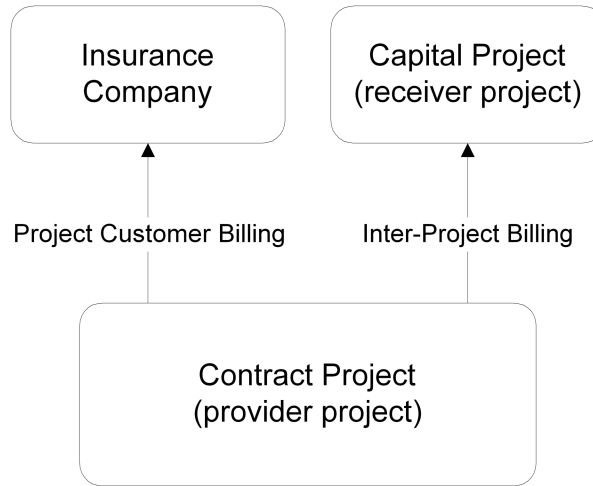 Insurance
Company
Capital Project
(receiver project)
Project Customer Billing
Inter-Project Billing
Contract Project
(provider project)